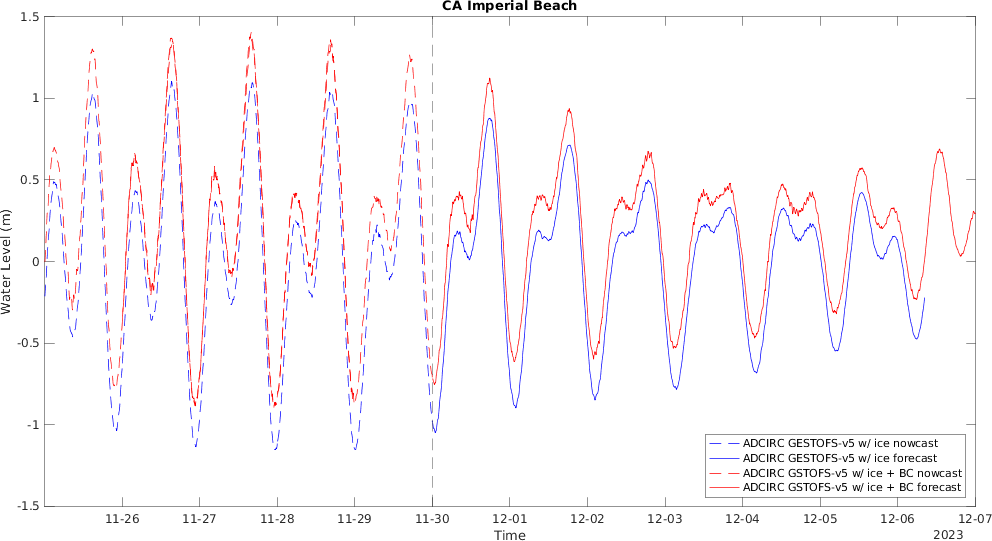 CA Imperial Beach
Water Level (m)
1.5
1
0.5
0
-0.5
-1
-1.5
11-26
11-27
11-28
11-29
11-30
12-01
12-02
12-03
12-04
12-05
12-06
12-07
Time
2023
ADCIRC GESTOFS-v5 w/ ice nowcast
ADCIRC GESTOFS-v5 w/ ice forecast
ADCIRC GSTOFS-v5 w/ ice + BC nowcast
ADCIRC GSTOFS-v5 w/ ice + BC forecast